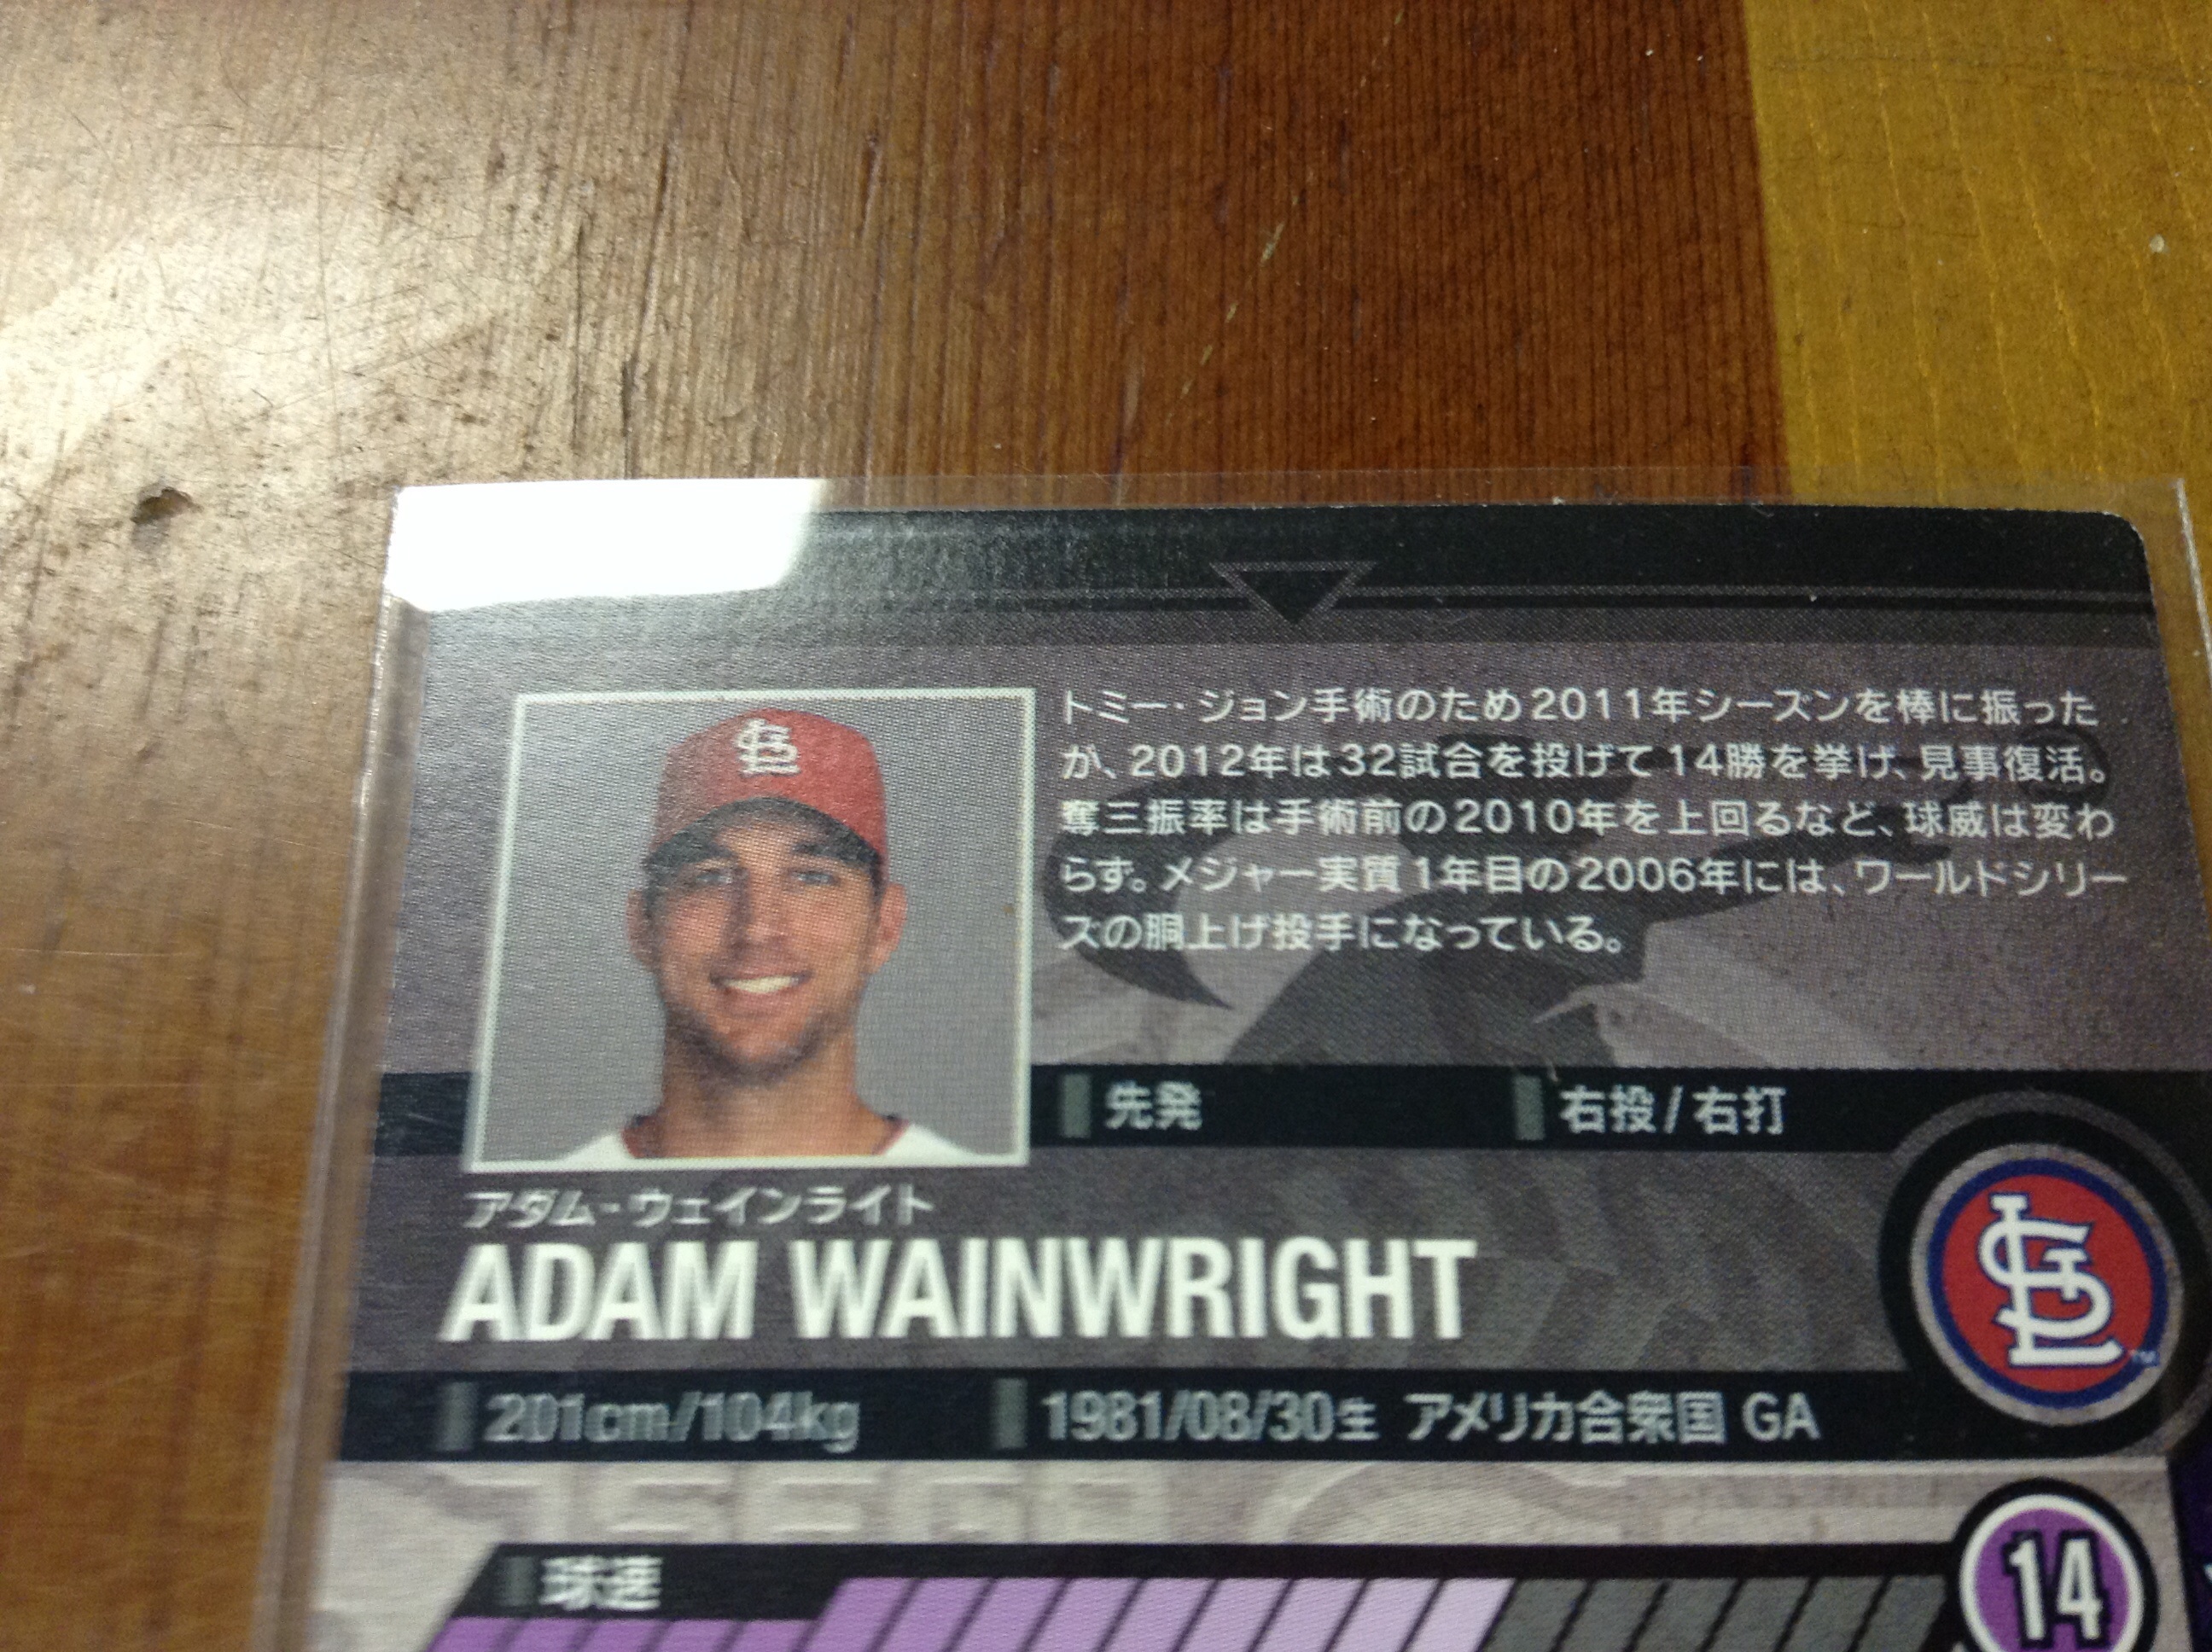 トミー・ジョン手術のため2011年シーズンを棒に振った
が、2012年は32試合を投げて14勝を挙げ、見事復活。
奪三振率は手術前の2010年を上回るなど、球威は変わ
らず。メジャー実質1年目の2006年には、ワールドシリー
ズの胴上げ投手になっている。
先発 右投/右打
アダム・ウェインライト
ADAM WAINWRIGHT
StL
201cm/104kg 1981/08/30生 アメリカ合衆国 GA
球速 14